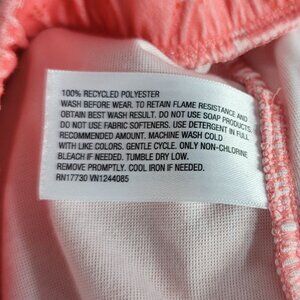 100% RECYCLED POLYESTER
WASH BEFORE WEAR. TO RETAIN FLAME RESISTANCE AND
OBTAIN BEST WASH RESULT. DO NOT USE SOAP PRODUCTS.
DO NOT USE FABRIC SOFTENERS. USE DETERGENT IN FULL
RECOMMENDED AMOUNT. MACHINE WASH COLD
WITH LIKE COLORS. GENTLE CYCLE. ONLY NON-CHLORINE
BLEACH IF NEEDED. TUMBLE DRY LOW.
REMOVE PROMPTLY. COOL IRON IF NEEDED.
RN17730 VN1244085